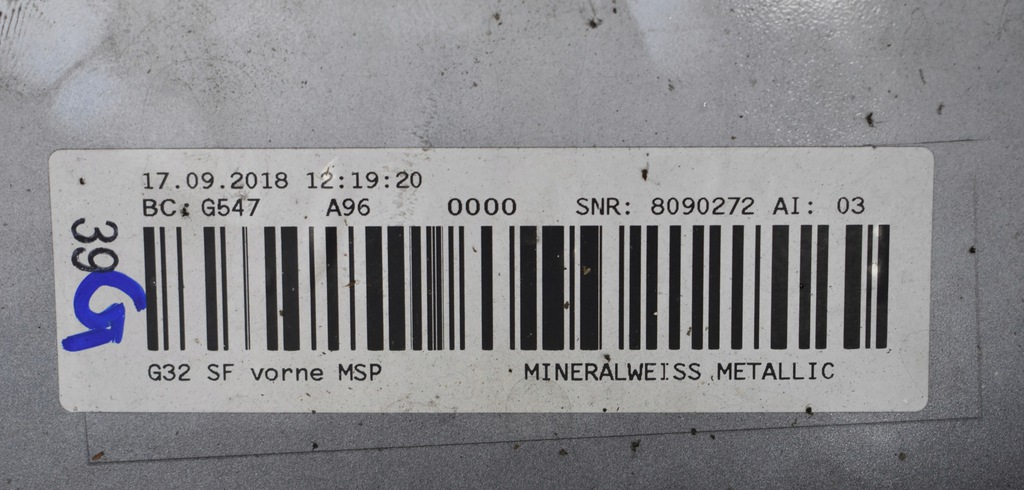 17.09.2018 12:19:20
BC: G547 A96 0000 SNR: 8090272 AI: 03
39
G32 SF vorne MSP MINERALWEISS METALLIC